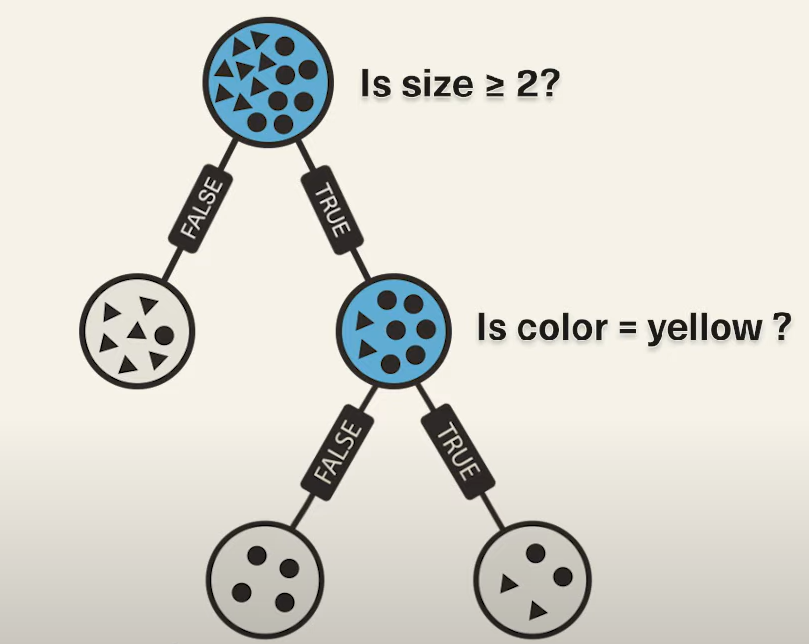 Is size ≥ 2?
FALSE
TRUE
Is color = yellow ?
FALSE
TRUE